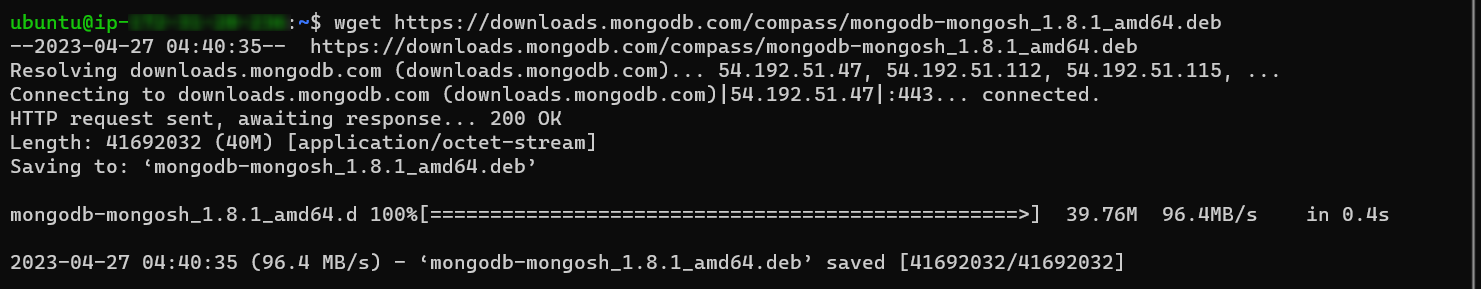 ubuntu@ip-:~$ wget https://downloads.mongodb.com/compass/mongodb-mongosh_1.8.1_amd64.deb
--2023-04-27 04:40:35--  https://downloads.mongodb.com/compass/mongodb-mongosh_1.8.1_amd64.deb
Resolving downloads.mongodb.com (downloads.mongodb.com)... 54.192.51.47, 54.192.51.112, 54.192.51.115, ...
Connecting to downloads.mongodb.com (downloads.mongodb.com)|54.192.51.47|:443... connected.
HTTP request sent, awaiting response... 200 OK
Length: 41692032 (40M) [application/octet-stream]
Saving to: ‘mongodb-mongosh_1.8.1_amd64.deb’
mongodb-mongosh_1.8.1_amd64.d 100%[=================================================>]  39.76M  96.4MB/s    in 0.4s
2023-04-27 04:40:35 (96.4 MB/s) - ‘mongodb-mongosh_1.8.1_amd64.deb’ saved [41692032/41692032]